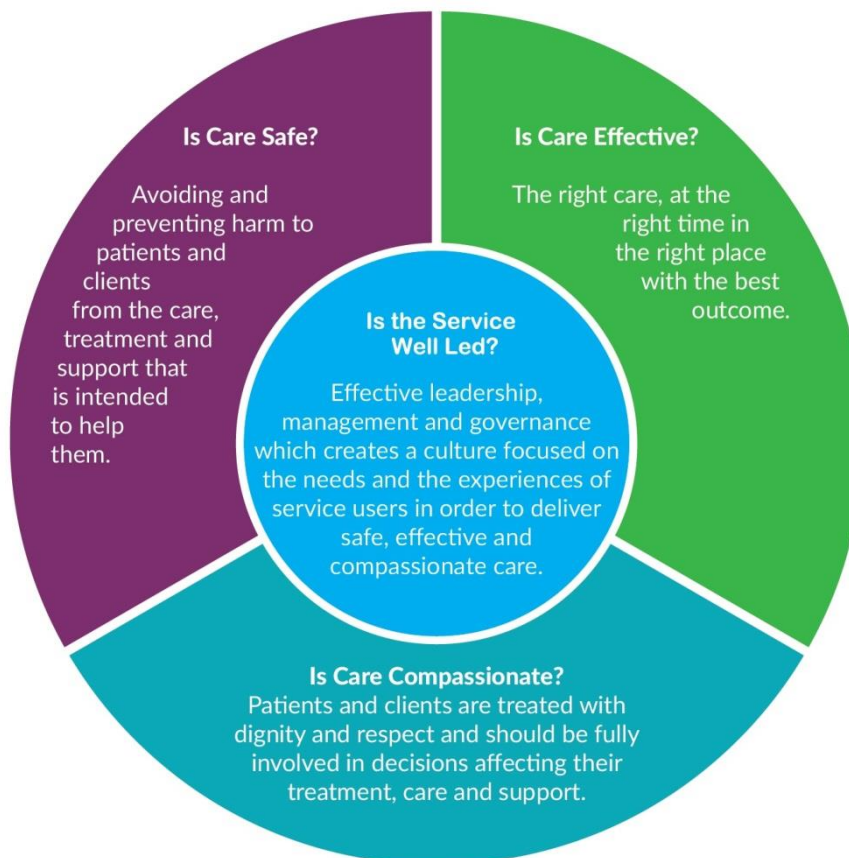 Is Care Safe?
Avoiding and
preventing harm to
patients and
clients
from the care,
treatment and
support that
is intended
to help
them.
Is Care Effective?
The right care, at the
right time in
the right place
with the best
outcome.
Is the Service
Well Led?
Effective leadership,
management and governance
which creates a culture focused on
the needs and the experiences of
service users in order to deliver
safe, effective and
compassionate care.
Is Care Compassionate?
Patients and clients are treated with
dignity and respect and should be fully
involved in decisions affecting their
treatment, care and support.